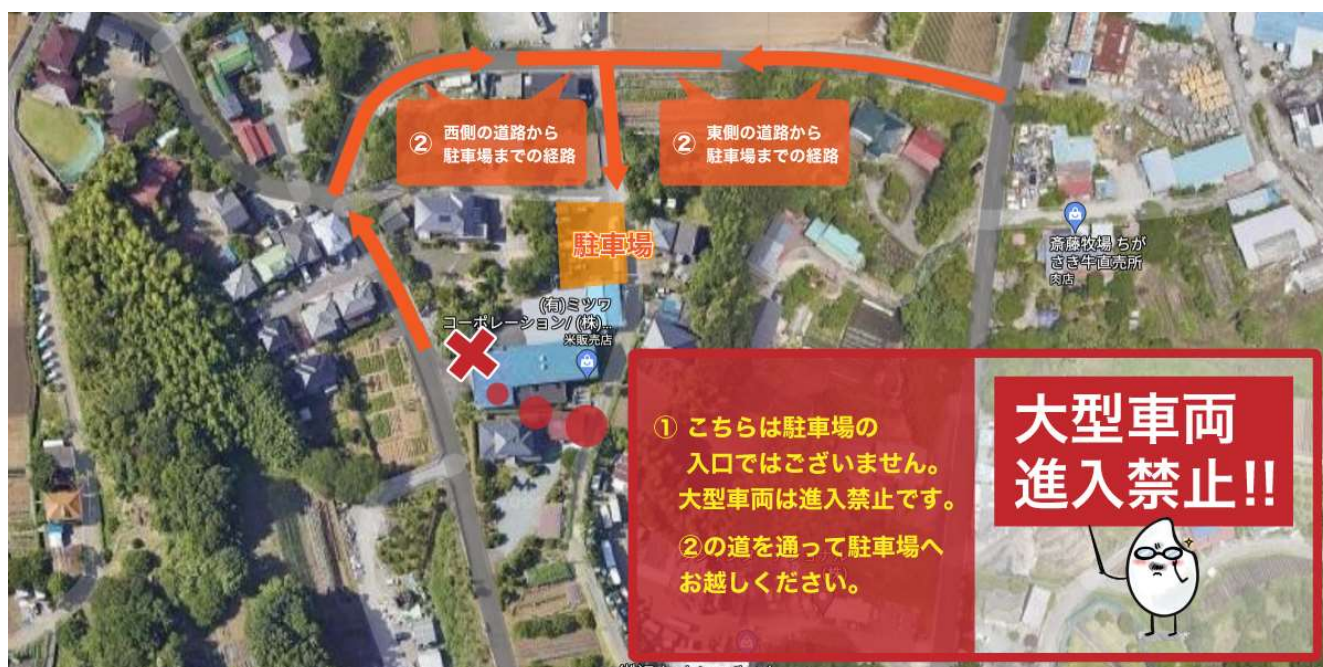 ② 西側の道路から
駐車場までの経路
② 東側の道路から
駐車場までの経路
駐車場
斎藤牧場 ちが
さき牛直売所
肉店
(有)ミツワ
コーポレーション/ (株)...
米販売店
① こちらは駐車場の
入口ではございません。
大型車両は進入禁止です。
②の道を通って駐車場へ
お越しください。
大型車両
進入禁止!!